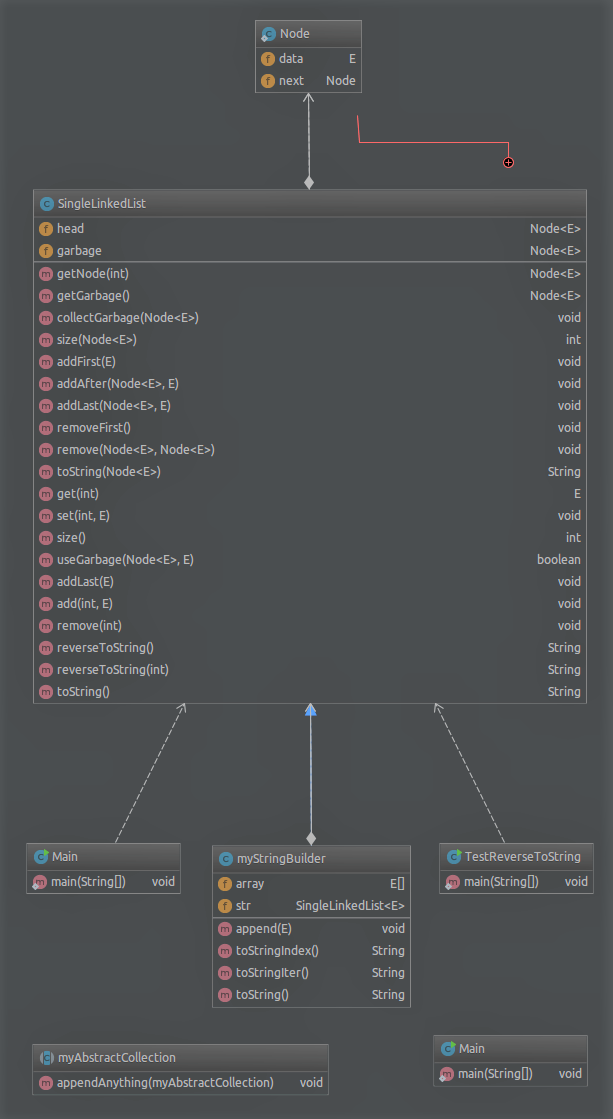 Node
data E
next Node
SingleLinkedList
head Node<E>
garbage Node<E>
getNode(int) Node<E>
getGarbage() Node<E>
collectGarbage(Node<E>) void
size(Node<E>) int
addFirst(E) void
addAfter(Node<E>, E) void
addLast(Node<E>, E) void
removeFirst() void
remove(Node<E>, Node<E>) void
toString(Node<E>) String
get(int) E
set(int, E) void
size() int
useGarbage(Node<E>, E) boolean
addLast(E) void
add(int, E) void
remove(int) void
reverseToString() String
reverseToString(int) String
toString() String
Main
main(String[]) void
myStringBuilder
array E[]
str SingleLinkedList<E>
append(E) void
toStringIndex() String
toStringIter() String
toString() String
TestReverseToString
main(String[]) void
myAbstractCollection
appendAnything(myAbstractCollection) void
Main
main(String[]) void